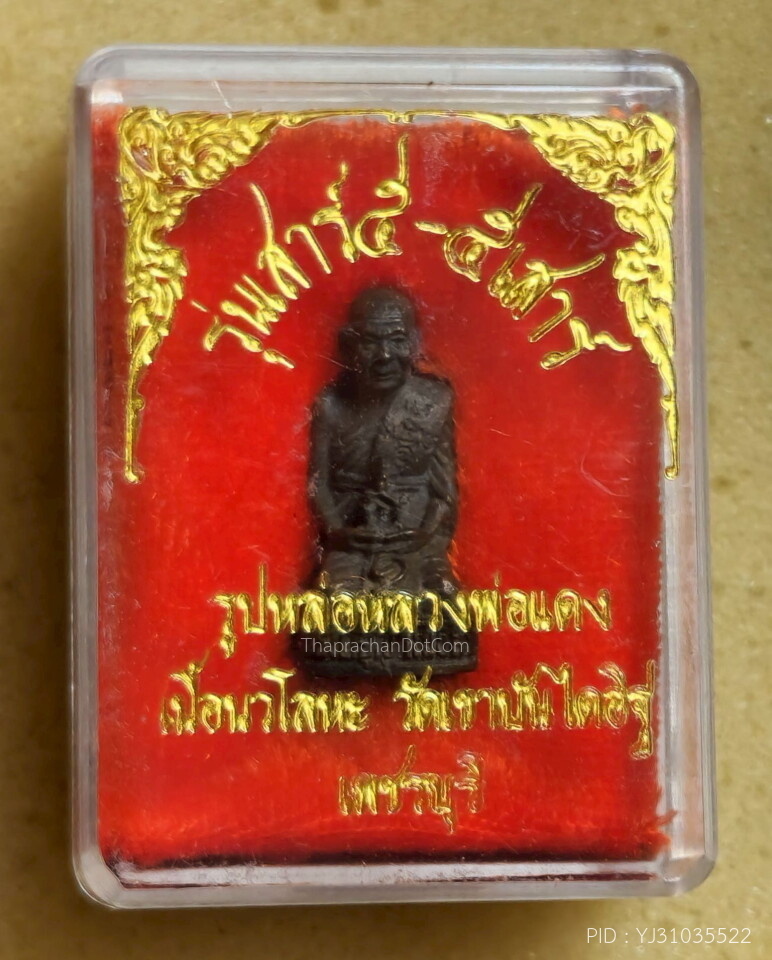 รุ่นเสาร์๕-๕เสาร์
รูปหล่อหลวงพ่อแดง
ThaprachanDotCom
เนื้อนวโลหะ วัดเขาบันไดอิฐ
เพชรบุรี
PID : YJ31035522